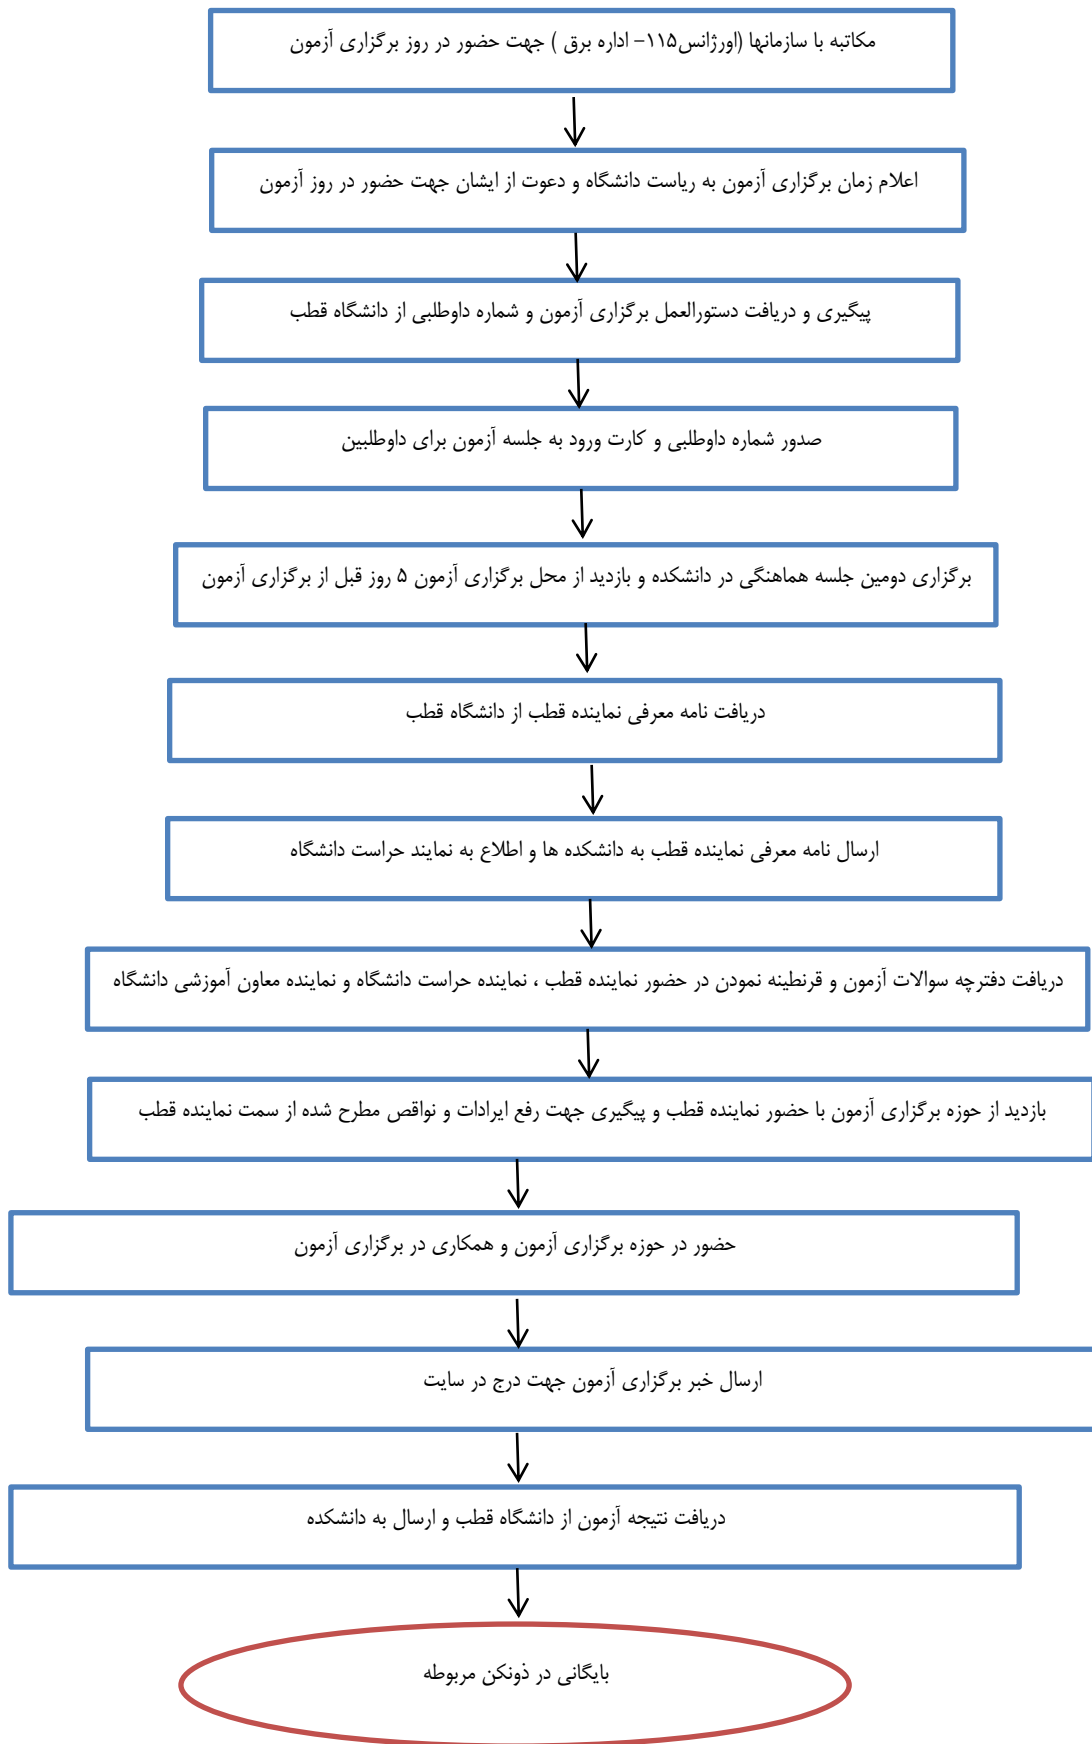 مکاتبه با سازمانها (اورژانس۱۱۵- اداره برق ) جهت حضور در روز برگزاری آزمون
اعلام زمان برگزاری آزمون به ریاست دانشگاه و دعوت از ایشان جهت حضور در روز آزمون
پیگیری و دریافت دستورالعمل برگزاری آزمون و شماره داوطلبی از دانشگاه قطب
صدور شماره داوطلبی و کارت ورود به جلسه آزمون برای داوطلبین
برگزاری دومین جلسه هماهنگی در دانشکده و بازدید از محل برگزاری آزمون ۵ روز قبل از برگزاری آزمون
دریافت نامه معرفی نماینده قطب از دانشگاه قطب
ارسال نامه معرفی نماینده قطب به دانشکده ها و اطلاع به نمایند حراست دانشگاه
دریافت دفترچه سوالات آزمون و قرنطینه نمودن در حضور نماینده قطب ، نماینده حراست دانشگاه و نماینده معاون آموزشی دانشگاه
بازدید از حوزه برگزاری آزمون با حضور نماینده قطب و پیگیری جهت رفع ایرادات و نواقص مطرح شده از سمت نماینده قطب
حضور در حوزه برگزاری آزمون و همکاری در برگزاری آزمون
ارسال خبر برگزاری آزمون جهت درج در سایت
دریافت نتیجه آزمون از دانشگاه قطب و ارسال به دانشکده
بایگانی در ذونکن مربوطه